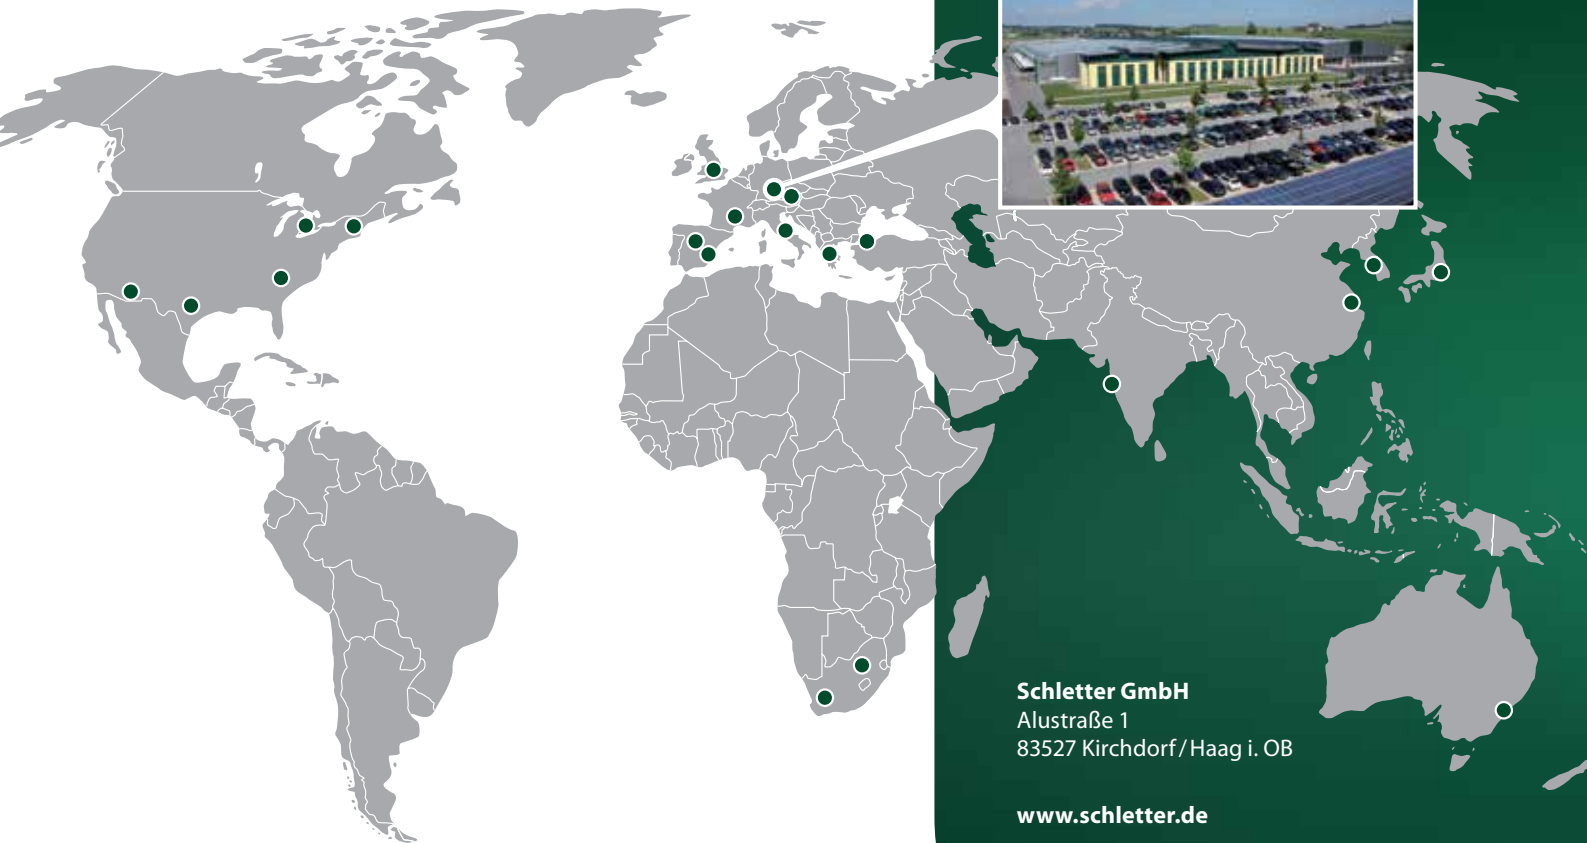 Schletter GmbH
Alustraße 1
83527 Kirchdorf / Haag i. OB
www.schletter.de